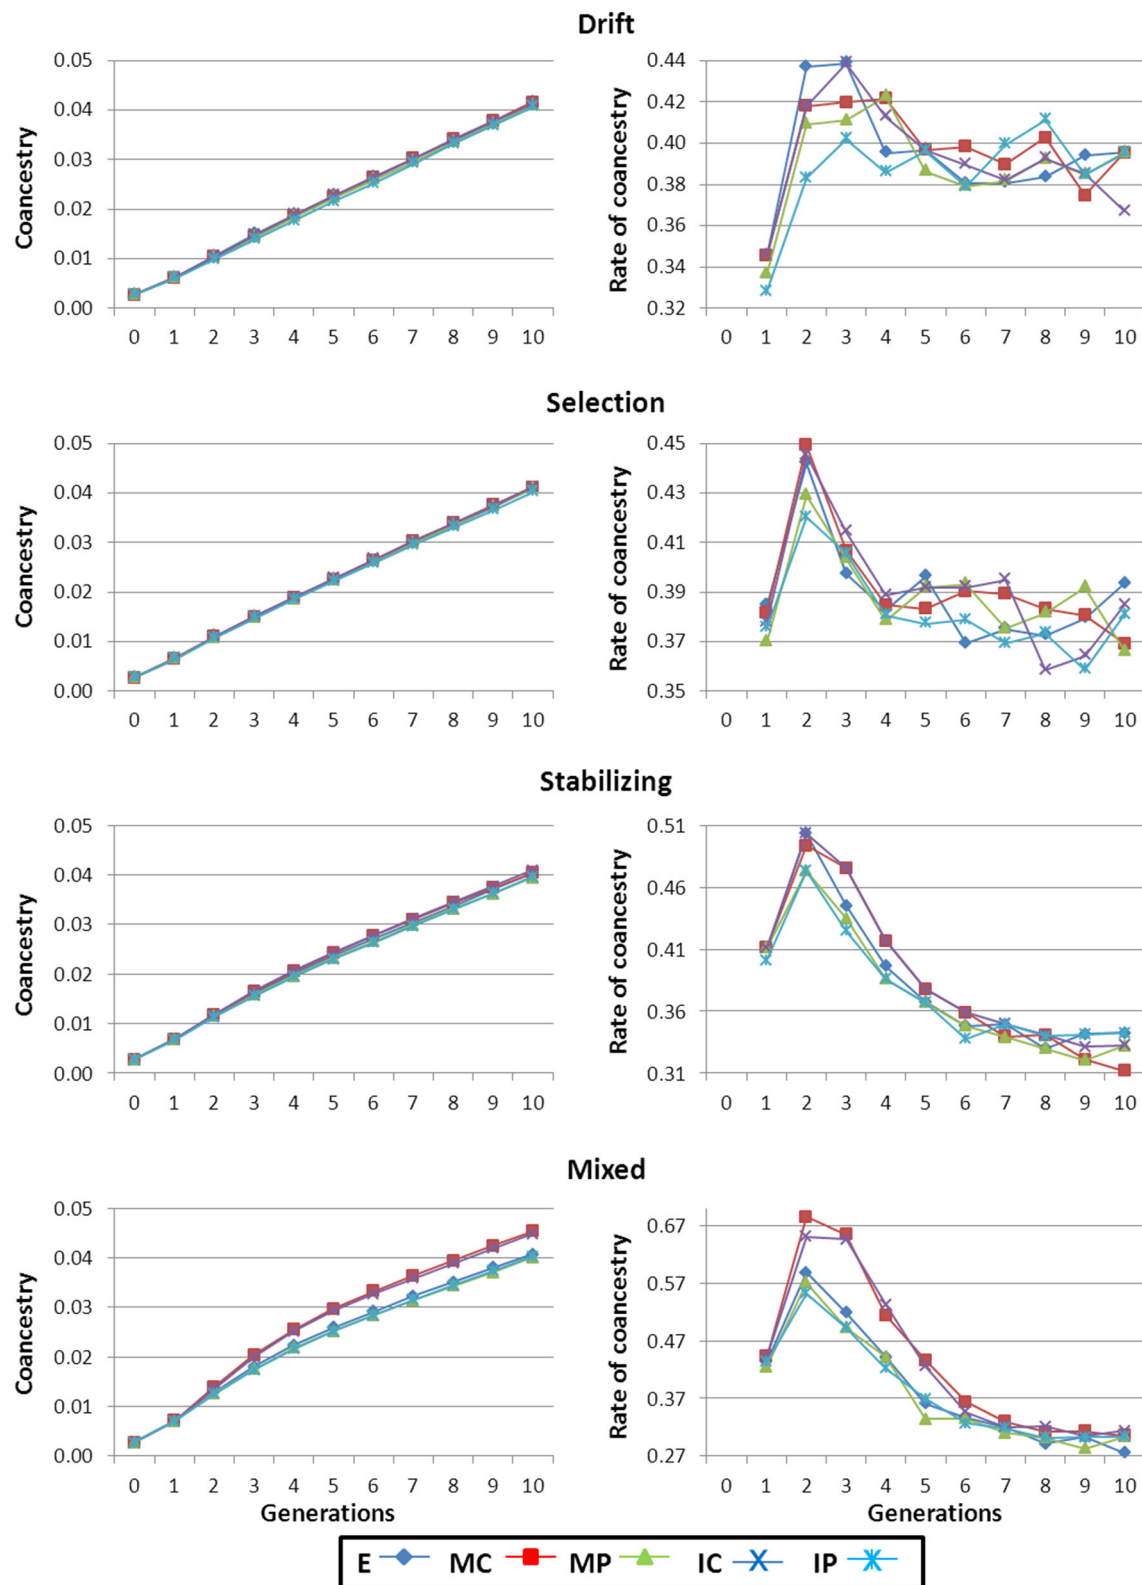 Drift
Coancestry
0.05
0.04
0.03
0.02
0.01
0.00
0 1 2 3 4 5 6 7 8 9 10
Rate of coancestry
0.44
0.42
0.40
0.38
0.36
0.34
0.32
0 1 2 3 4 5 6 7 8 9 10
Selection
Coancestry
0.05
0.04
0.03
0.02
0.01
0.00
0 1 2 3 4 5 6 7 8 9 10
Rate of coancestry
0.45
0.43
0.41
0.39
0.37
0.35
0 1 2 3 4 5 6 7 8 9 10
Stabilizing
Coancestry
0.05
0.04
0.03
0.02
0.01
0.00
0 1 2 3 4 5 6 7 8 9 10
Rate of coancestry
0.51
0.46
0.41
0.36
0.31
0 1 2 3 4 5 6 7 8 9 10
Mixed
Coancestry
0.05
0.04
0.03
0.02
0.01
0.00
0 1 2 3 4 5 6 7 8 9 10
Generations
Rate of coancestry
0.67
0.57
0.47
0.37
0.27
0 1 2 3 4 5 6 7 8 9 10
Generations
E MC MP IC IP